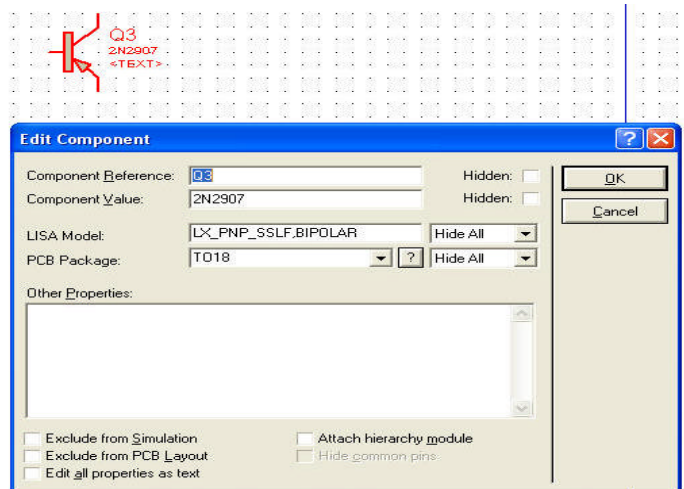 Q3
2N2907
<TEXT>
Edit Component
Component Reference: Q3 Hidden:
OK
Component Value: 2N2907 Hidden:
Cancel
LISA Model: LX_PNP_SSLF,BIPOLAR Hide All
PCB Package: TO18 ? Hide All
Other Properties:
Exclude from Simulation Attach hierarchy module
Exclude from PCB Layout Hide common pins
Edit all properties as text